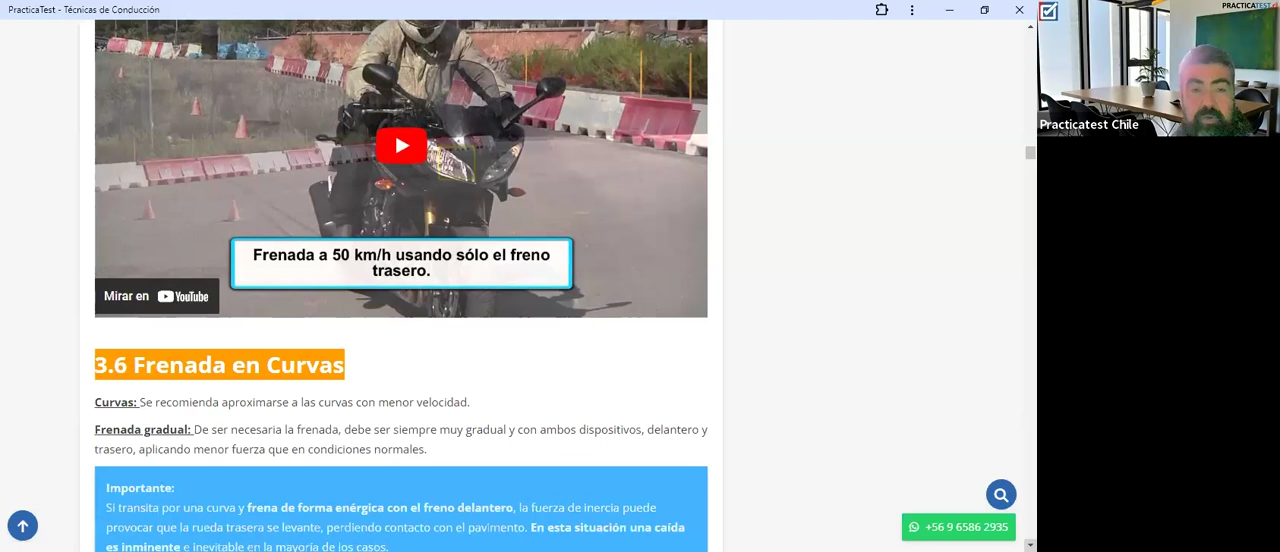 PracticaTest - Técnicas de Conducción
PRACTICATEST
Practicatest Chile
Frenada a 50 km/h usando sólo el freno
trasero.
Mirar en YouTube
3.6 Frenada en Curvas
Curvas: Se recomienda aproximarse a las curvas con menor velocidad.
Frenada gradual: De ser necesaria la frenada, debe ser siempre muy gradual y con ambos dispositivos, delantero y
trasero, aplicando menor fuerza que en condiciones normales.
Importante:
Si transita por una curva y frena de forma enérgica con el freno delantero, la fuerza de inercia puede
provocar que la rueda trasera se levante, perdiendo contacto con el pavimento. En esta situación una caída
es inminente e inevitable en la mayoría de los casos.
+56 9 6586 2935